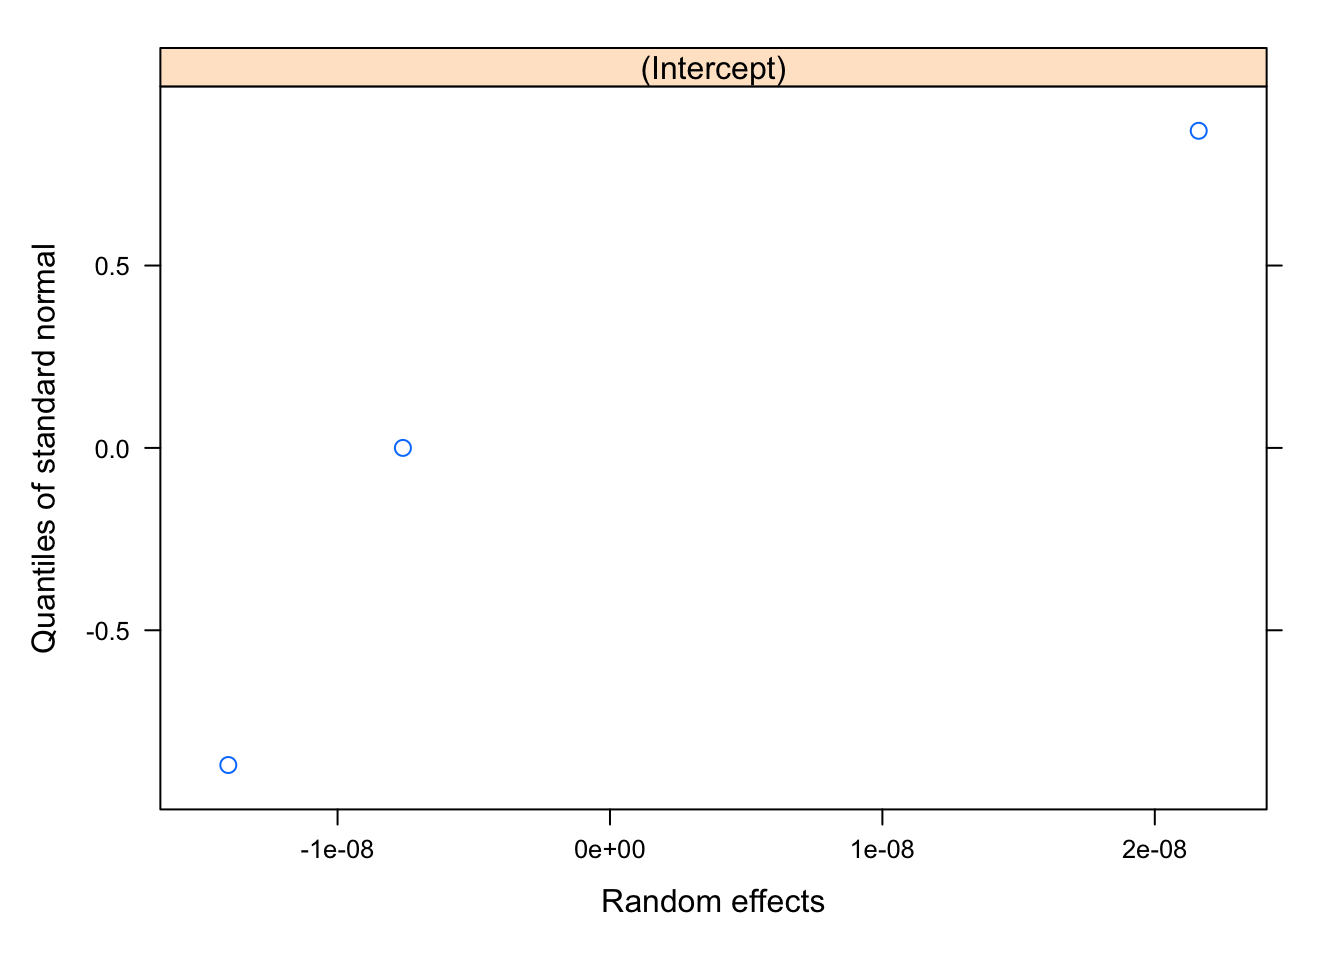 (Intercept)
Quantiles of standard normal
0.5
0.0
-0.5
-1e-08
0e+00
1e-08
2e-08
Random effects